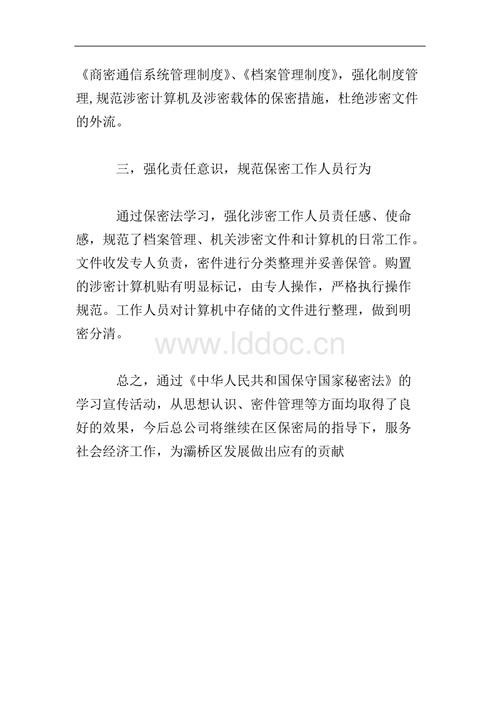 《商密通信系统管理制度》、《档案管理制度》，强化制度管
理,规范涉密计算机及涉密载体的保密措施，杜绝涉密文件
的外流。
三，强化责任意识，规范保密工作人员行为
通过保密法学习，强化涉密工作人员责任感、使命
感，规范了档案管理、机关涉密文件和计算机的日常工作。
文件收发专人负责，密件进行分类整理并妥善保管。购置
的涉密计算机贴有明显标记，由专人操作，严格执行操作
规范。工作人员对计算机中存储的文件进行整理，做到明
密分清。
www.lddoc.cn
总之，通过《中华人民共和国保守国家秘密法》的
学习宣传活动，从思想认识、密件管理等方面均取得了良
好的效果，今后总公司将继续在区保密局的指导下，服务
社会经济工作，为灞桥区发展做出应有的贡献